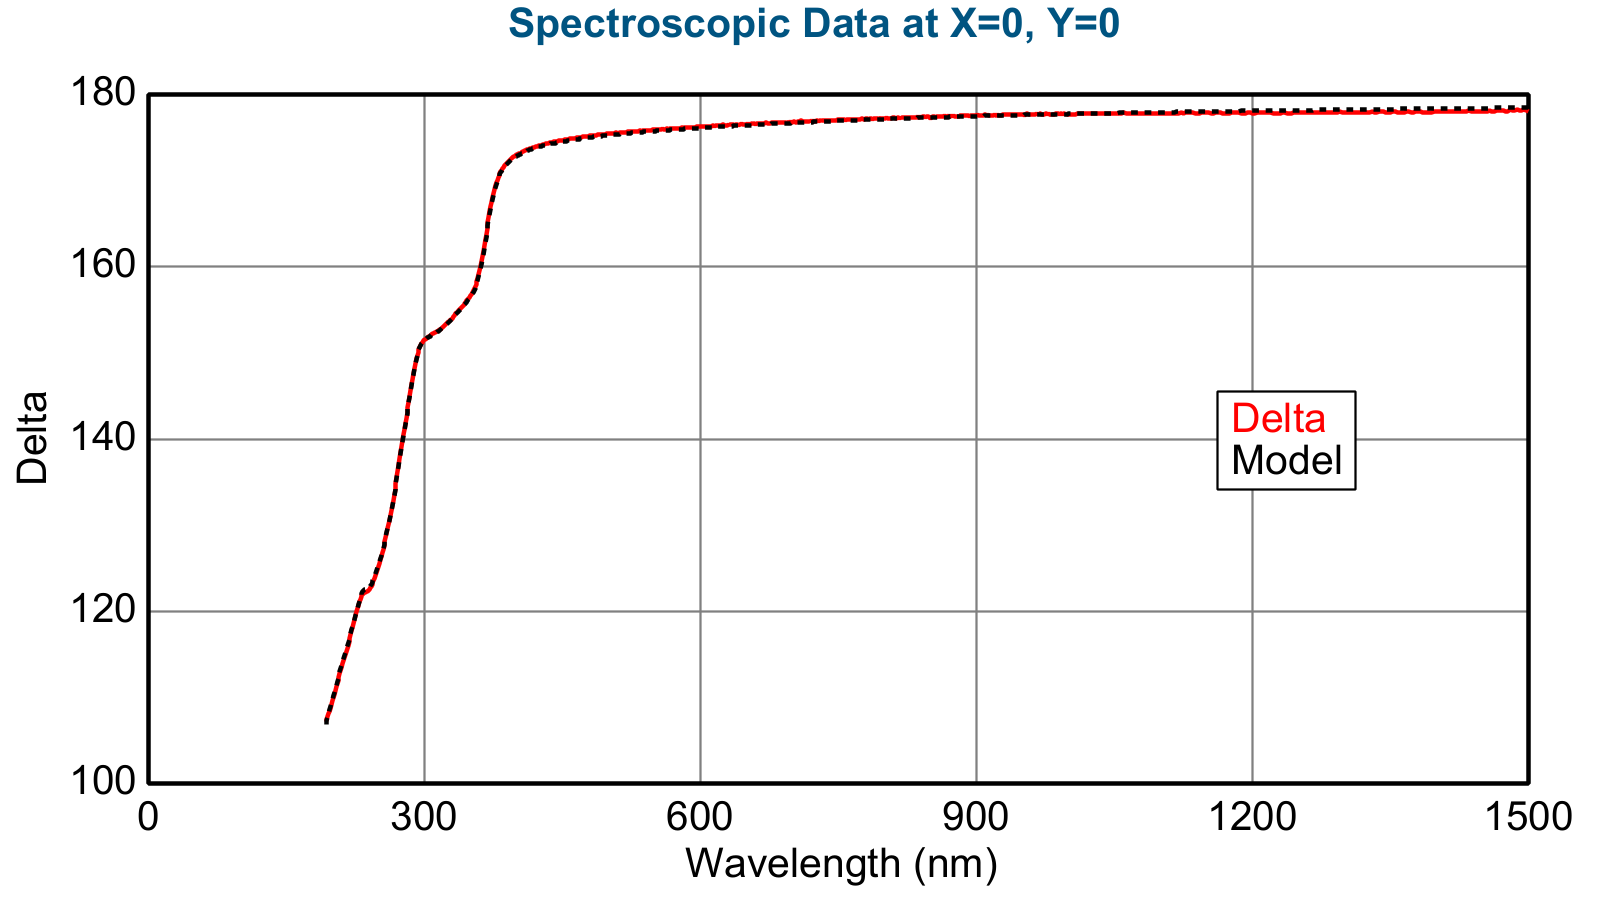 Spectroscopic Data at X=0, Y=0
180
160
140
120
100
0 300 600 900 1200 1500
Delta
Wavelength (nm)
Delta
Model